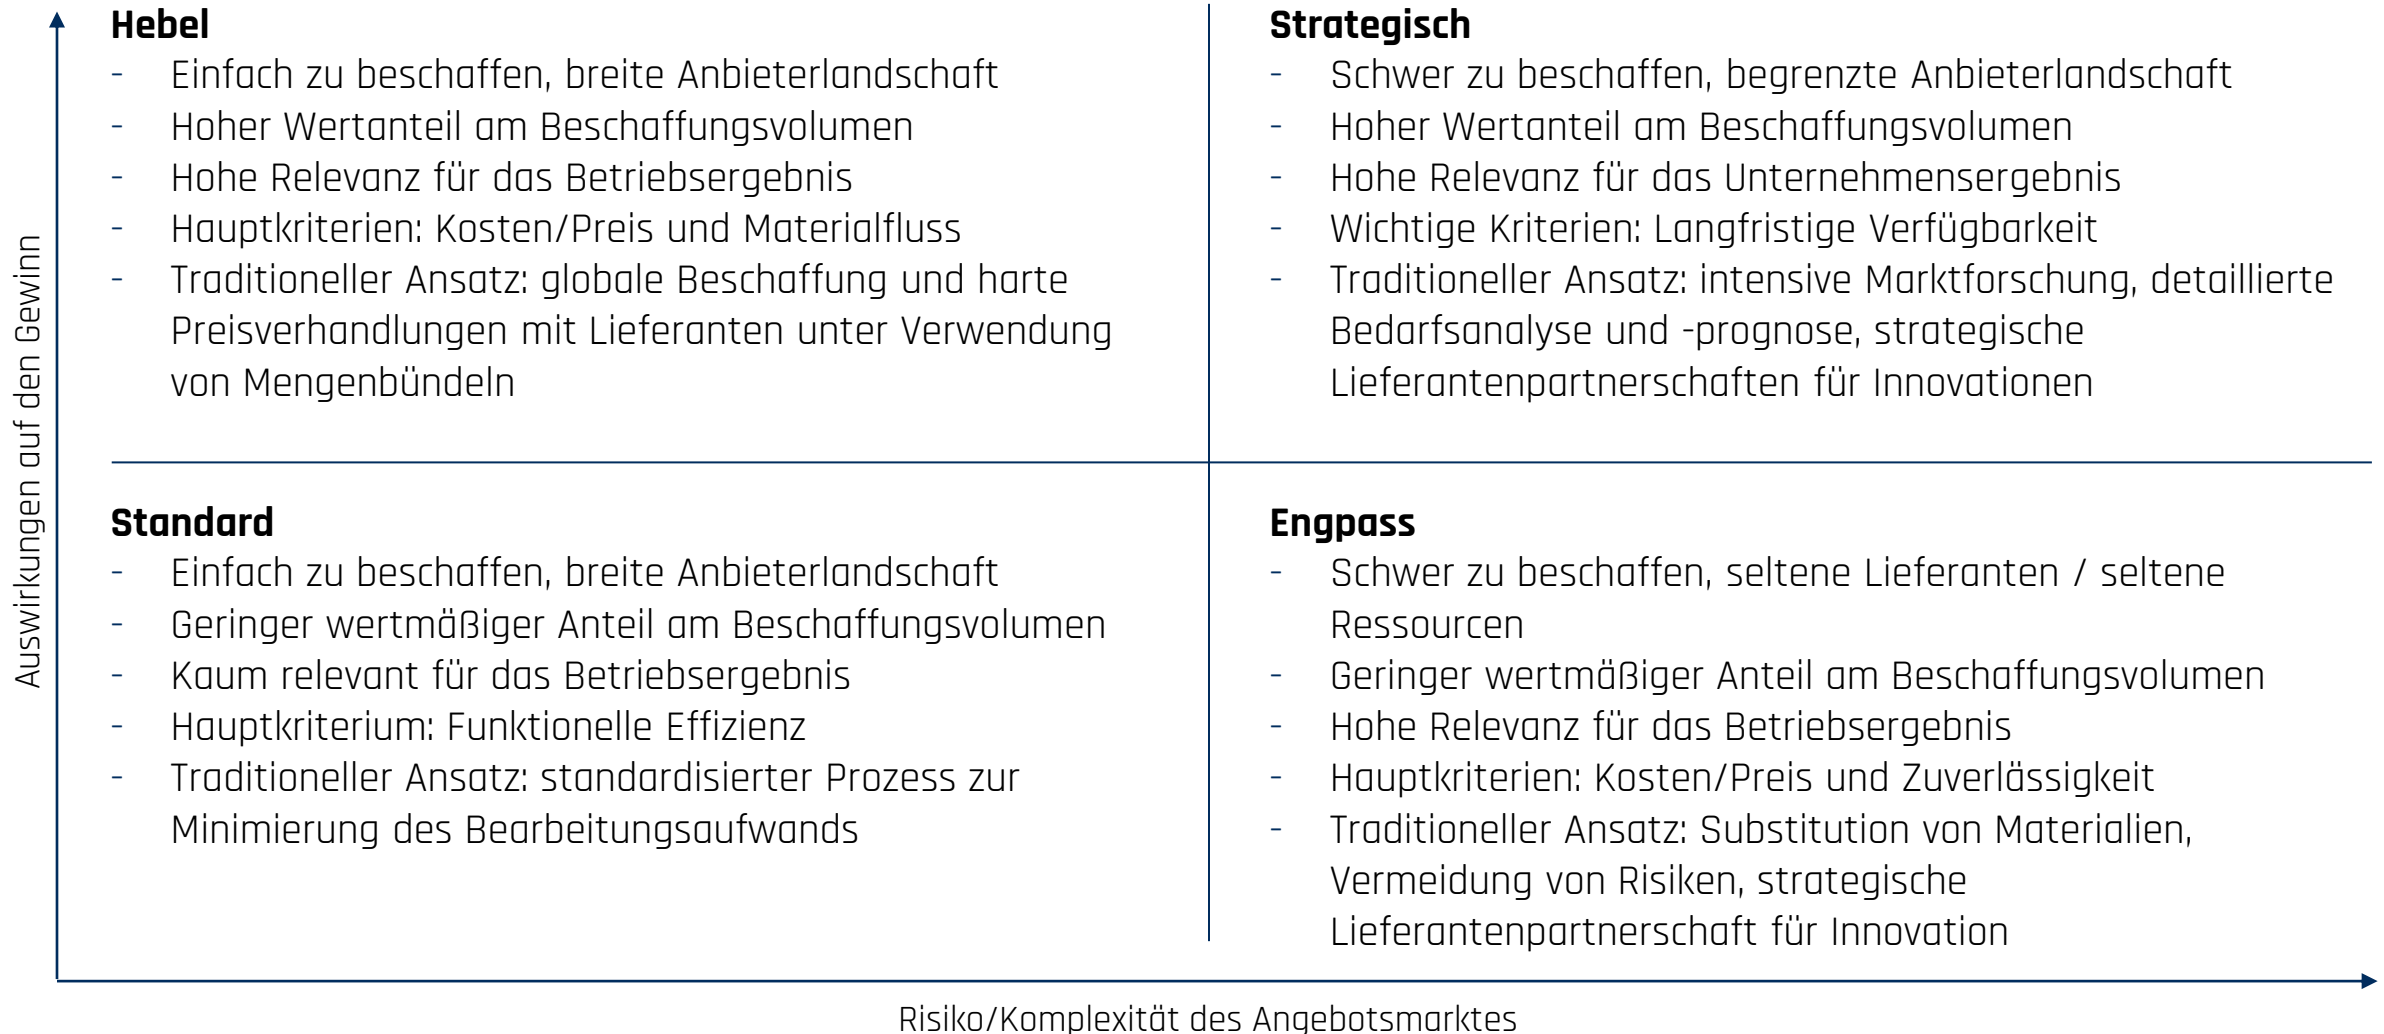 Auswirkungen auf den Gewinn
Hebel
- Einfach zu beschaffen, breite Anbieterlandschaft
- Hoher Wertanteil am Beschaffungsvolumen
- Hohe Relevanz für das Betriebsergebnis
- Hauptkriterien: Kosten/Preis und Materialfluss
- Traditioneller Ansatz: globale Beschaffung und harte
Preisverhandlungen mit Lieferanten unter Verwendung
von Mengenbündeln
Strategisch
- Schwer zu beschaffen, begrenzte Anbieterlandschaft
- Hoher Wertanteil am Beschaffungsvolumen
- Hohe Relevanz für das Unternehmensergebnis
- Wichtige Kriterien: Langfristige Verfügbarkeit
- Traditioneller Ansatz: intensive Marktforschung, detaillierte
Bedarfsanalyse und -prognose, strategische
Lieferantenpartnerschaften für Innovationen
Standard
- Einfach zu beschaffen, breite Anbieterlandschaft
- Geringer wertmäßiger Anteil am Beschaffungsvolumen
- Kaum relevant für das Betriebsergebnis
- Hauptkriterium: Funktionelle Effizienz
- Traditioneller Ansatz: standardisierter Prozess zur
Minimierung des Bearbeitungsaufwands
Engpass
- Schwer zu beschaffen, seltene Lieferanten / seltene
Ressourcen
- Geringer wertmäßiger Anteil am Beschaffungsvolumen
- Hohe Relevanz für das Betriebsergebnis
- Hauptkriterien: Kosten/Preis und Zuverlässigkeit
- Traditioneller Ansatz: Substitution von Materialien,
Vermeidung von Risiken, strategische
Lieferantenpartnerschaft für Innovation
Risiko/Komplexität des Angebotsmarktes